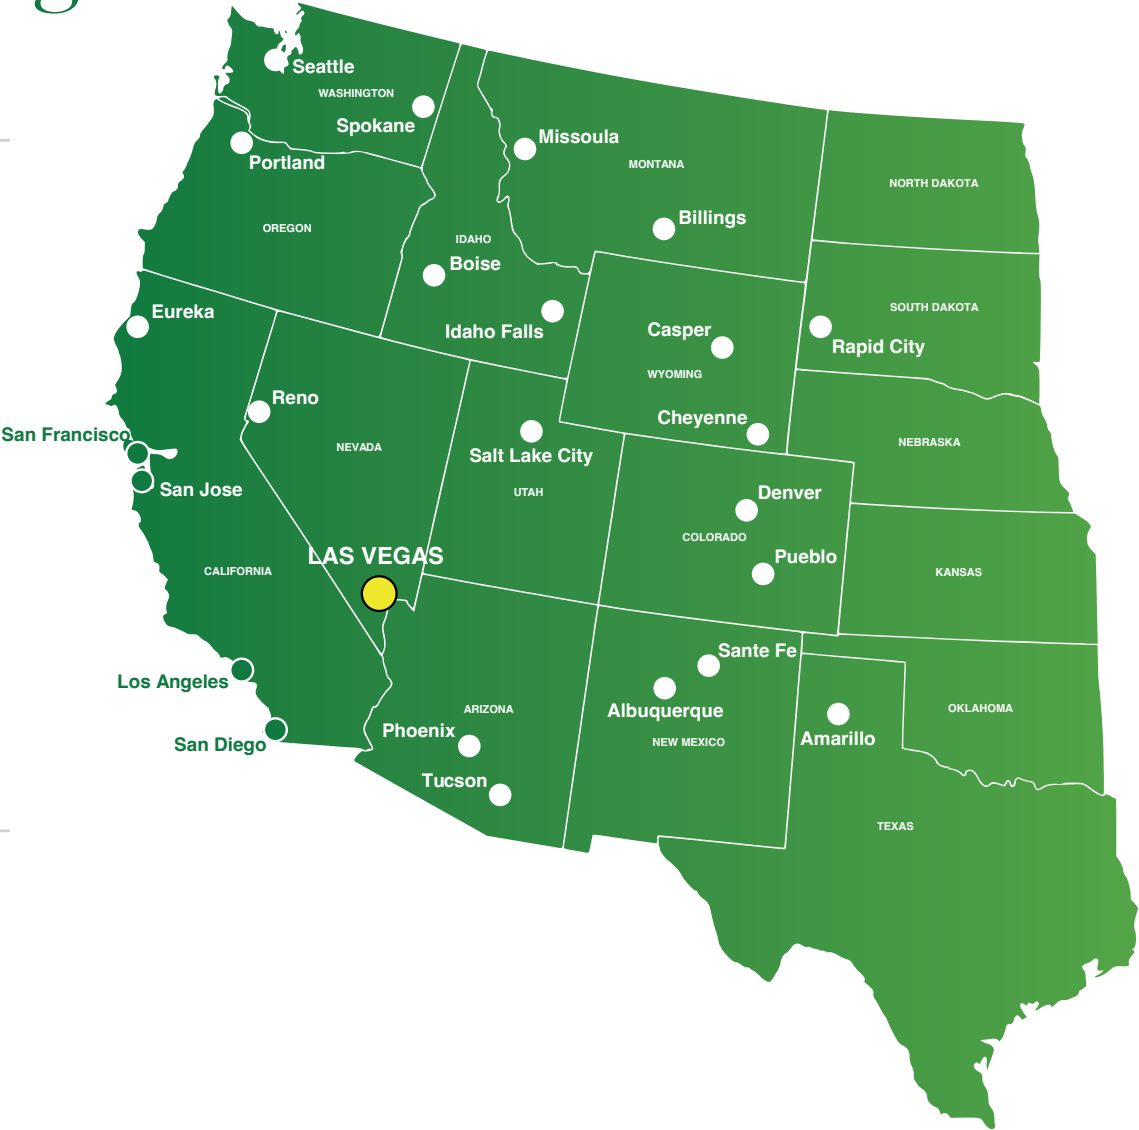 g
Seattle
WASHINGTON
Spokane
Missoula
Portland
MONTANA
NORTH DAKOTA
Billings
OREGON
IDAHO
Boise
Eureka
SOUTH DAKOTA
Idaho Falls
Casper
Rapid City
WYOMING
Reno
Cheyenne
San Francisco
NEVADA
NEBRASKA
Salt Lake City
San Jose
UTAH
Denver
COLORADO
LAS VEGAS
Pueblo
CALIFORNIA
KANSAS
Sante Fe
Los Angeles
Albuquerque
ARIZONA
OKLAHOMA
Phoenix
San Diego
NEW MEXICO
Amarillo
Tucson
TEXAS